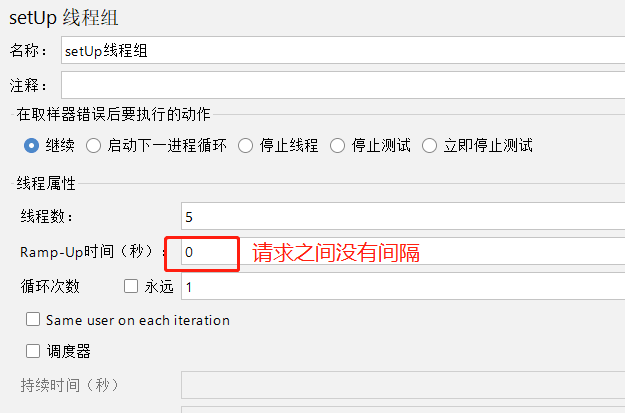 setUp 线程组
名称： setUp线程组
注释：
在取样器错误后要执行的动作
继续 启动下一进程循环 停止线程 停止测试 立即停止测试
线程属性
线程数： 5
Ramp-Up时间（秒）： 0 请求之间没有间隔
循环次数 永远 1
Same user on each iteration
调度器
持续时间（秒）